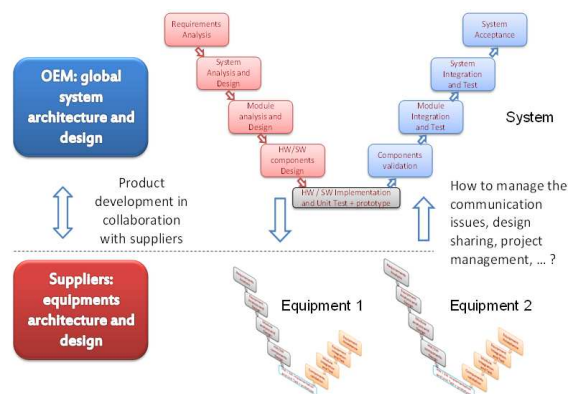 Requirements
Analysis
System
Analysis and
Design
Module
analysis and
Design
HW/SW
components
Design
HW / SW Implementation
and Unit Test + prototype
Components
validation
Module
Integration
and Test
System
Integration
and Test
System
Acceptance
System
OEM: global
system
architecture and
design
Product
development in
collaboration
with suppliers
How to manage the
communication
issues, design
sharing, project
management, ... ?
Suppliers:
equipments
architecture and
design
Equipment 1
Equipment 2